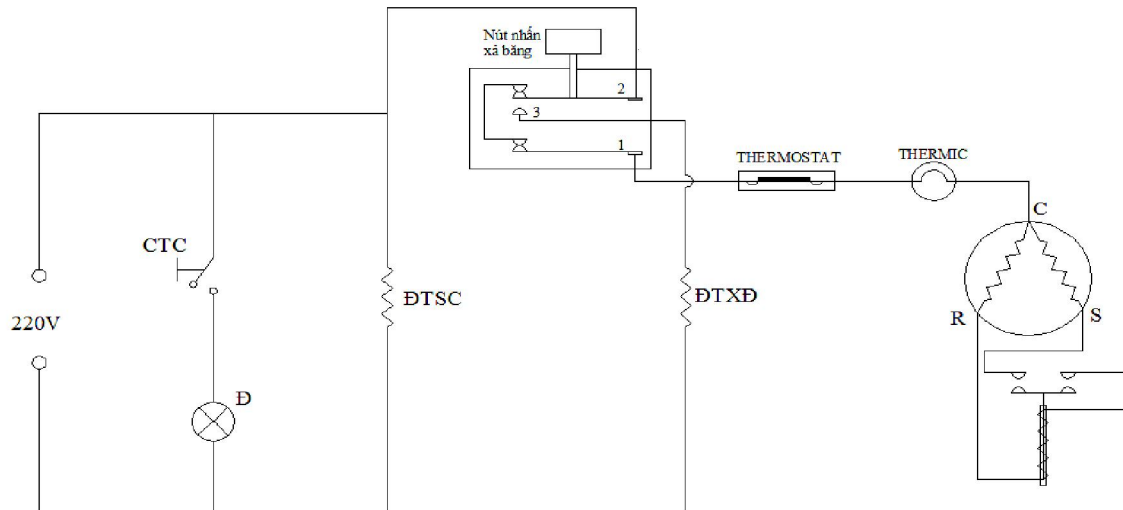 Nút nhấn
xả băng
2
3
1
THERMOSTAT
THERMIC
C
CTC
ĐTSC
ĐTXĐ
220V
R
S
Đ